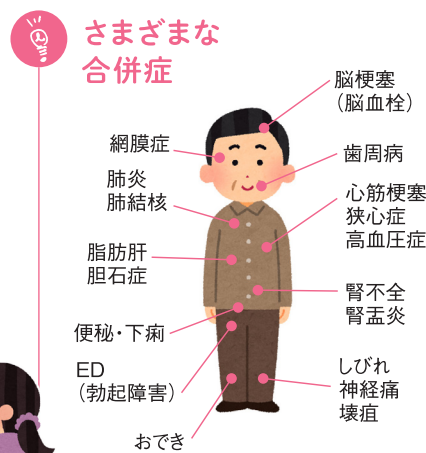 さまざまな
合併症
脳梗塞
（脳血栓）
網膜症
歯周病
肺炎
肺結核
心筋梗塞
狭心症
高血圧症
脂肪肝
胆石症
腎不全
腎盂炎
便秘・下痢
ED
（勃起障害）
しびれ
神経痛
壊疽
おでき